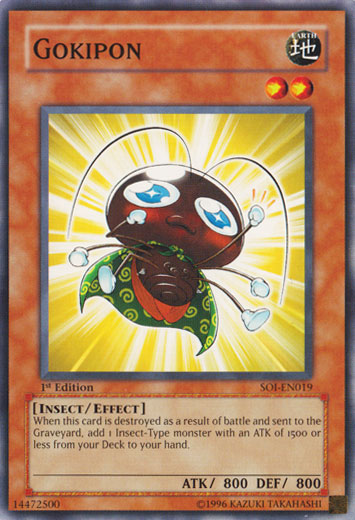 GOKIPON
EARTH
地
1st Edition
SOI-EN019
[INSECT/EFFECT]
When this card is destroyed as a result of battle and sent to the
Graveyard, add 1 Insect-Type monster with an ATK of 1500 or
less from your Deck to your hand.
ATK/ 800 DEF/ 800
14472500
©1996 KAZUKI TAKAHASHI